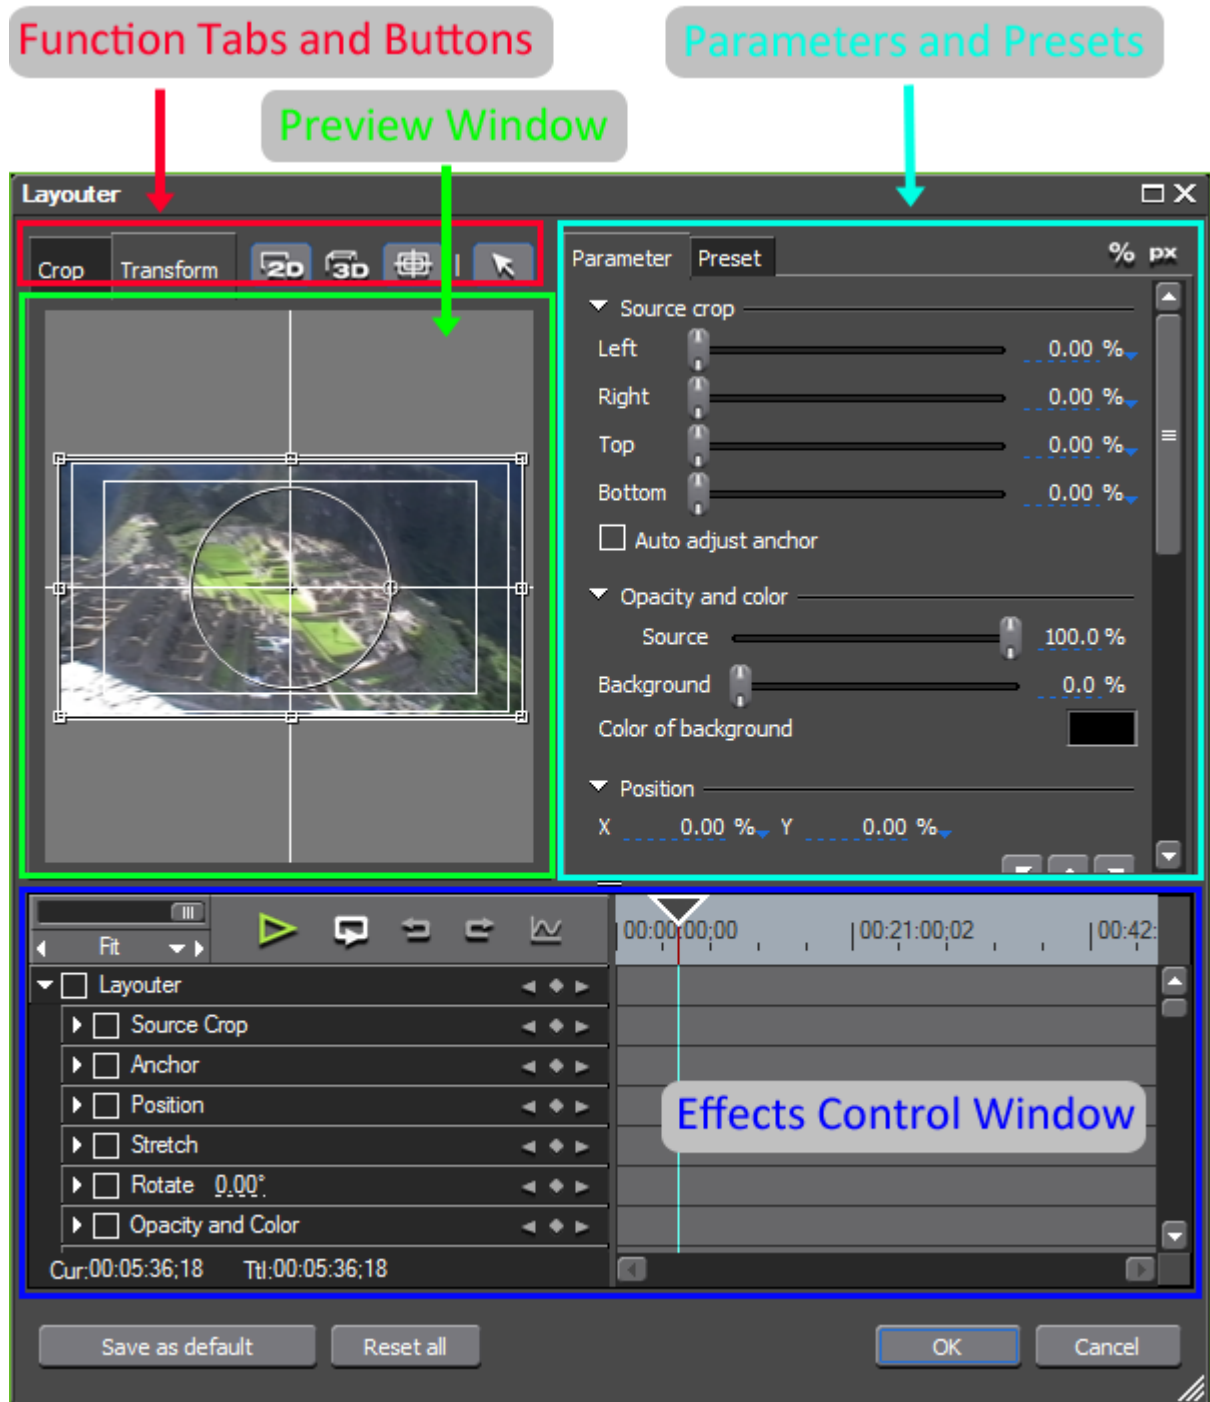 Function Tabs and Buttons
Parameters and Presets
Preview Window
Layouter
Crop Transform 2D 3D
Parameter Preset % px
Source crop
Left 0.00 %
Right 0.00 %
Top 0.00 %
Bottom 0.00 %
Auto adjust anchor
Opacity and color
Source 100.0 %
Background 0.0 %
Color of background
Position
X 0.00 % Y 0.00 %
Fit
00:00:00;00 00:21:00;02 00:42:
Layouter
Source Crop
Anchor
Position
Effects Control Window
Stretch
Rotate 0.00°
Opacity and Color
Cur:00:05:36;18 Ttl:00:05:36;18
Save as default Reset all OK Cancel